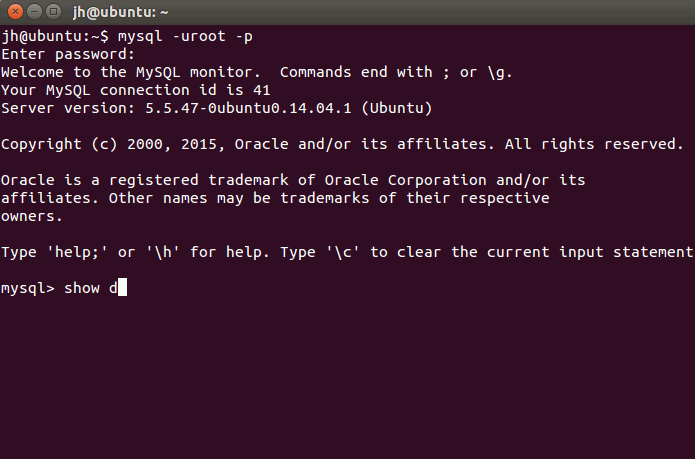 jh@ubuntu: ~
jh@ubuntu:~$ mysql -uroot -p
Enter password:
Welcome to the MySQL monitor.  Commands end with ; or \g.
Your MySQL connection id is 41
Server version: 5.5.47-0ubuntu0.14.04.1 (Ubuntu)
Copyright (c) 2000, 2015, Oracle and/or its affiliates. All rights reserved.
Oracle is a registered trademark of Oracle Corporation and/or its
affiliates. Other names may be trademarks of their respective
owners.
Type 'help;' or '\h' for help. Type '\c' to clear the current input statement
mysql> show d